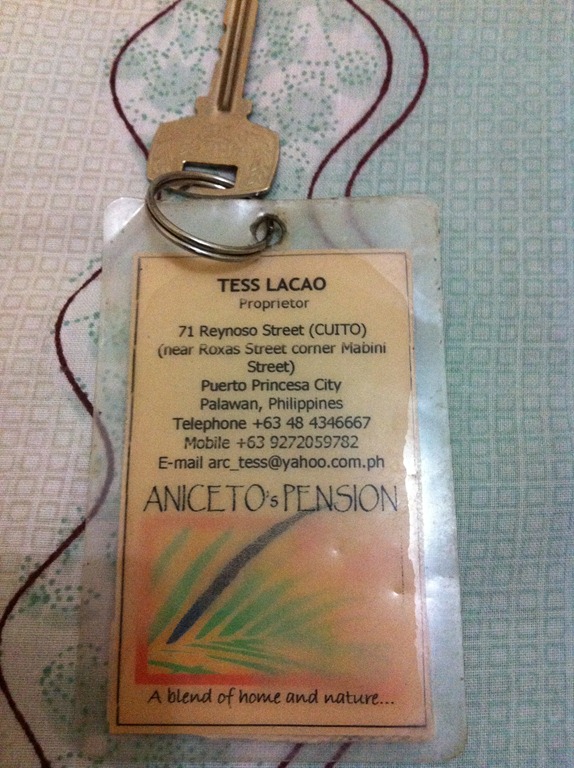 TESS LACAO
Proprietor
71 Reynoso Street (CUITO)
(near Roxas Street corner Mabini
Street)
Puerto Princesa City
Palawan, Philippines
Telephone +63 48 4346667
Mobile +63 9272059782
E-mail arc_tess@yahoo.com.ph
ANICETO's PENSION
A blend of home and nature...